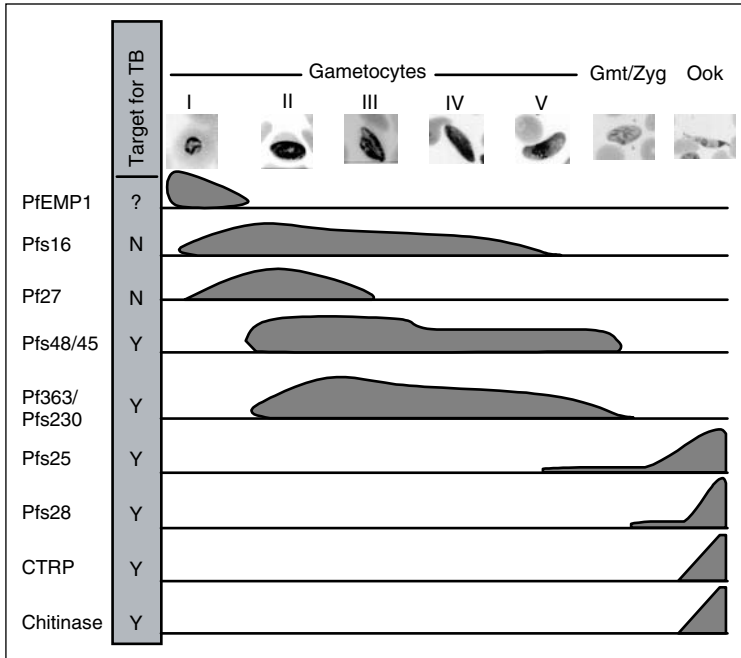 Target for TB
Gametocytes
Gmt/Zyg
Ook
I
II
III
IV
V
PfEMP1
?
Pfs16
N
Pf27
N
Pfs48/45
Y
Pf363/
Pfs230
Y
Pfs25
Y
Pfs28
Y
CTRP
Y
Chitinase
Y